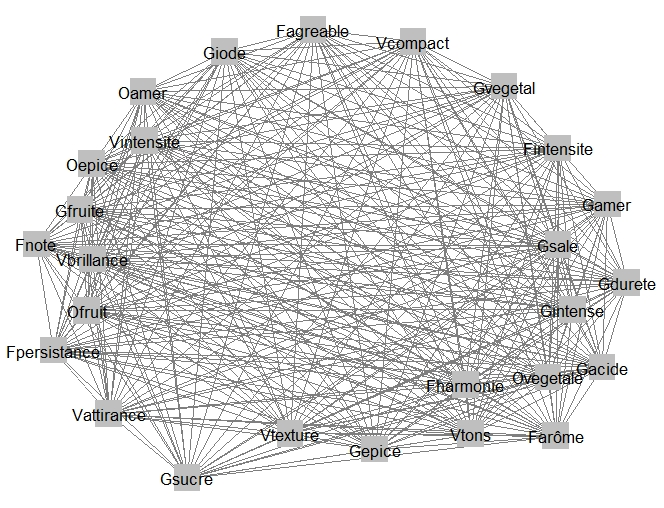 Fagreable
Vcompact
Giode
Gvegetal
Oamer
Vintensite
Fintensite
Oepice
Gamer
Gfruite
Fnote
Gsale
Vbrillance
Gdurete
Ofruit
Gintense
Fpersistance
Gacide
Ovegetale
Fharmonie
Vattirance
Vtexture
Vtons
Farôme
Gepice
Gsucre